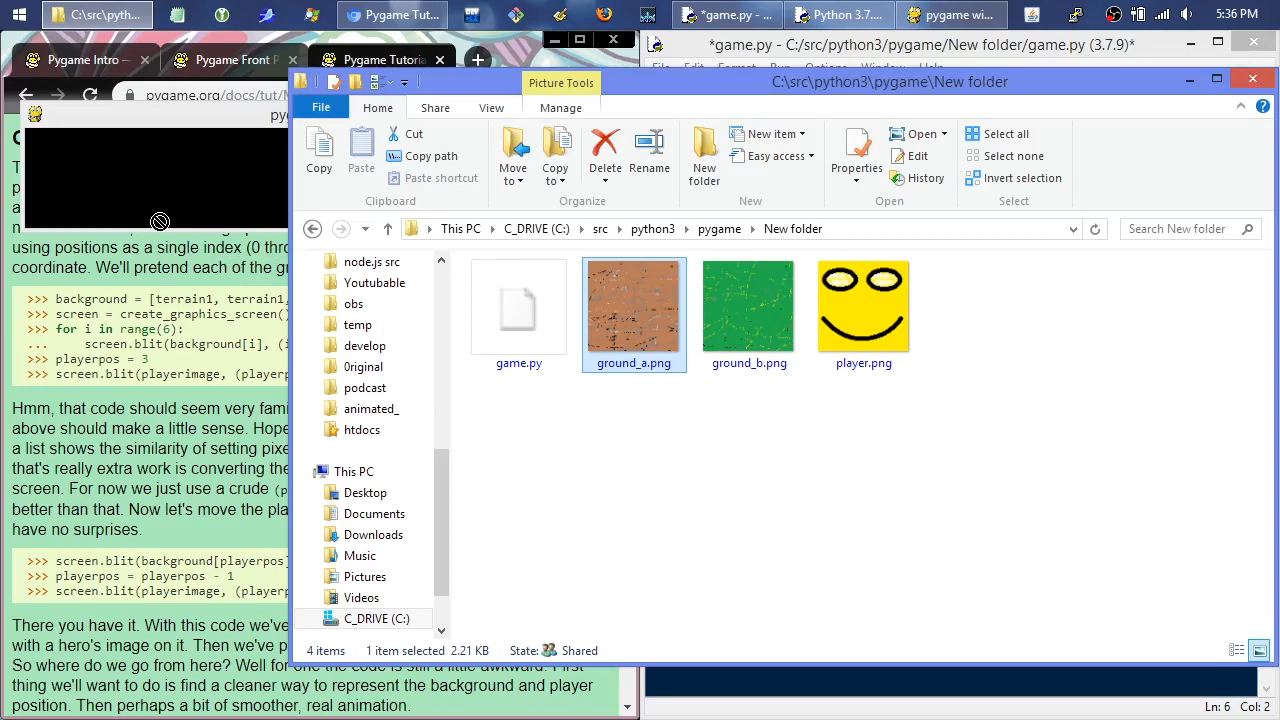 C:\src\pyth...
Pygame Tut...
*game.py - ...
Python 3.7....
pygame wi...
5:36 PM
Pygame Intro —
Pygame Front P
Pygame Tutoria
pygame.org/docs/tut/M
*game.py - C:/src/python3/pygame/New folder/game.py (3.7.9)*
Picture Tools
C:\src\python3\pygame\New folder
File
Home
Share
View
Manage
Copy
Paste
Cut
Copy path
Paste shortcut
Clipboard
Move to
Copy to
Delete
Rename
Organize
New folder
New item
Easy access
New
Properties
Open
Edit
History
Open
Select all
Select none
Invert selection
Select
This PC
C_DRIVE (C:)
src
python3
pygame
New folder
Search New folder
node.js src
Youtubable
obs
temp
develop
0riginal
podcast
animated_
htdocs
This PC
Desktop
Documents
Downloads
Music
Pictures
Videos
C_DRIVE (C:)
game.py
ground_a.png
ground_b.png
player.png
4 items
1 item selected 2.21 KB
State:
Shared
using positions as a single index (0 thro
coordinate. We'll pretend each of the gr
>>> background = [terrain1, terrain1,
>>> screen = create_graphics_screen()
>>> for i in range(6):
... screen.blit(background[i], (i
>>> playerpos = 3
>>> screen.blit(playerimage, (playerp
Hmm, that code should seem very fami
above should make a little sense. Hope
a list shows the similarity of setting pixe
that's really extra work is converting the
screen. For now we just use a crude (p
better than that. Now let's move the pla
have no surprises.
>>> screen.blit(background[playerpos]
>>> playerpos = playerpos - 1
>>> screen.blit(playerimage, (playerp
There you have it. With this code we've
with a hero's image on it. Then we've p
So where do we go from here? Well for one the code is still a little awkward. First
thing we'll want to do is find a cleaner way to represent the background and player
position. Then perhaps a bit of smoother, real animation.
Ln: 6 Col: 2